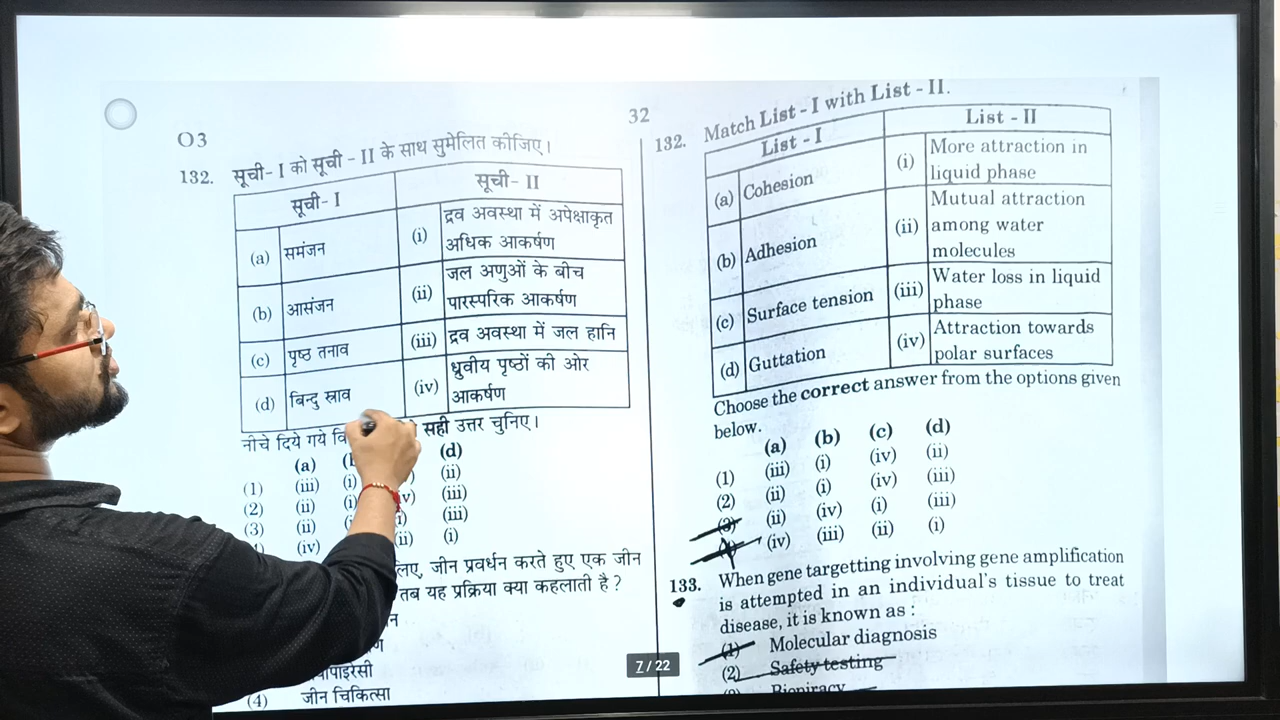 32
O3
132. सूची- I को सूची - II के साथ सुमेलित कीजिए।
सूची- I
सूची- II
(a) समंजन
(i) द्रव अवस्था में अपेक्षाकृत
अधिक आकर्षण
(b) आसंजन
(ii) जल अणुओं के बीच
पारस्परिक आकर्षण
(c) पृष्ठ तनाव
(iii) द्रव अवस्था में जल हानि
(d) बिन्दु स्राव
(iv) ध्रुवीय पृष्ठों की ओर
आकर्षण
नीचे दिये गये सही उत्तर चुनिए।
(a) (d)
(1) (iii) (i) (ii)
(2) (ii) (i) (iii)
(3) (ii) (iii)
(iv) (ii) (i)
जीन प्रवर्धन करते हुए एक जीन
तब यह प्रक्रिया क्या कहलाती है ?
(4) जीन चिकित्सा
132. Match List - I with List - II.
List - I
List - II
(a) Cohesion
(i) More attraction in
liquid phase
(b) Adhesion
(ii) Mutual attraction
among water
molecules
(c) Surface tension
(iii) Water loss in liquid
phase
(d) Guttation
(iv) Attraction towards
polar surfaces
Choose the correct answer from the options given
below.
(a) (b) (c) (d)
(1) (iii) (i) (iv) (ii)
(2) (ii) (i) (iv) (iii)
(3) (ii) (iv) (i) (iii)
(iv) (iii) (ii) (i)
133. When gene targetting involving gene amplification
is attempted in an individual's tissue to treat
disease, it is known as :
(1) Molecular diagnosis
(2) Safety testing
Biopiracy
7 / 22